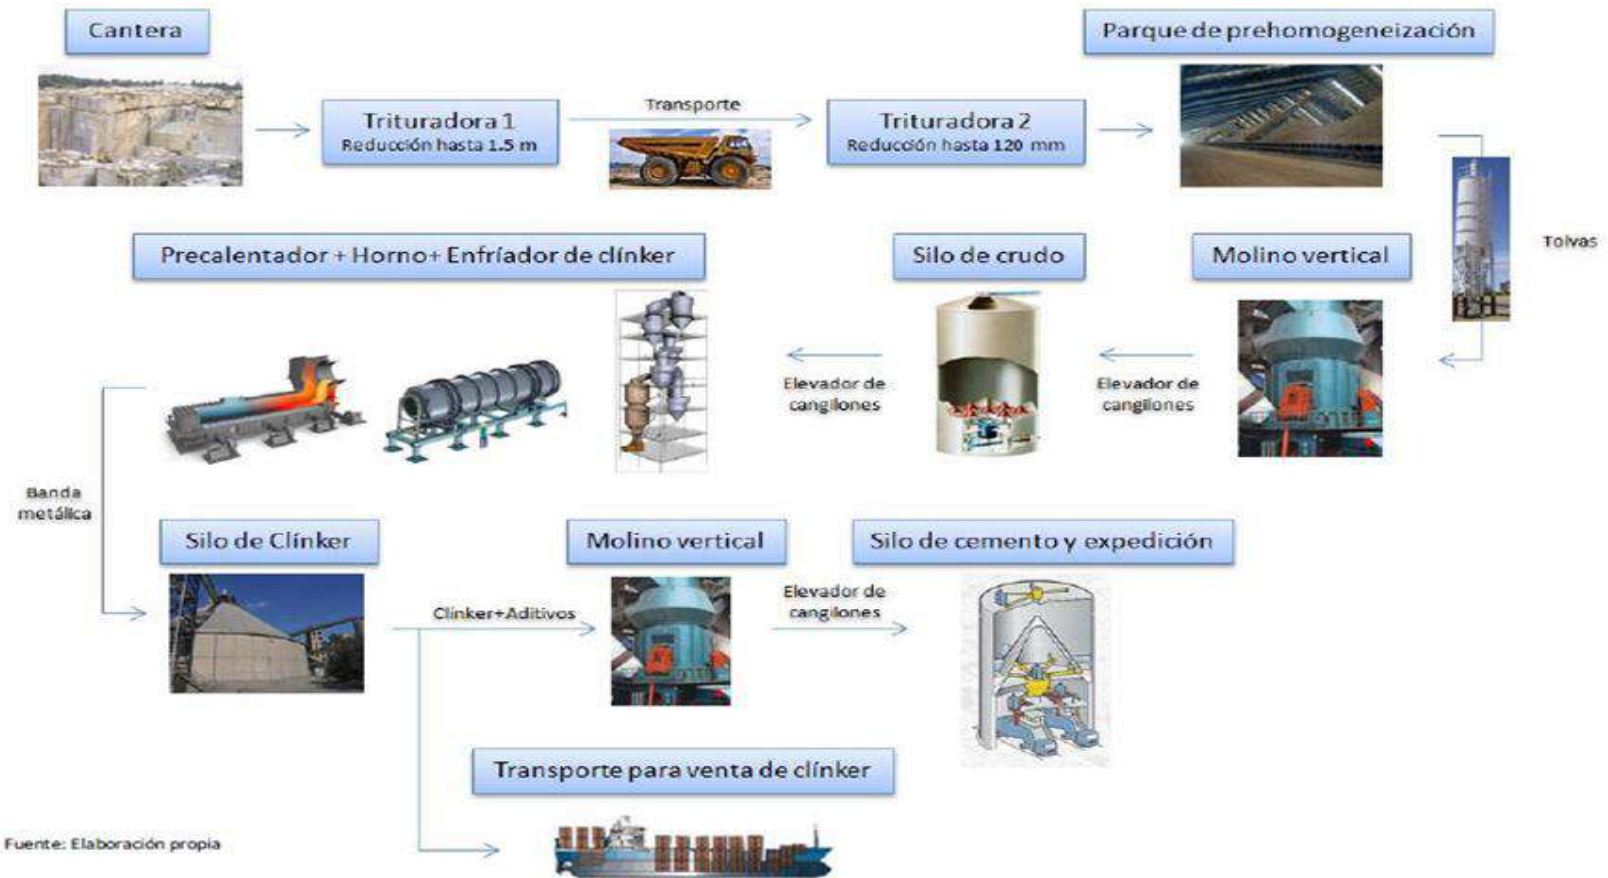 Cantera
Parque de prehomogeneización
Trituradora 1
Reducción hasta 1.5 m
Transporte
Trituradora 2
Reducción hasta 120 mm
Tolvas
Precalentador + Horno+ Enfríador de clínker
Silo de crudo
Molino vertical
Elevador de
cangilones
Elevador de
cangilones
Banda
metálica
Silo de Clínker
Molino vertical
Silo de cemento y expedición
Clínker+Aditivos
Elevador de
cangilones
Transporte para venta de clínker
Fuente: Elaboración propia